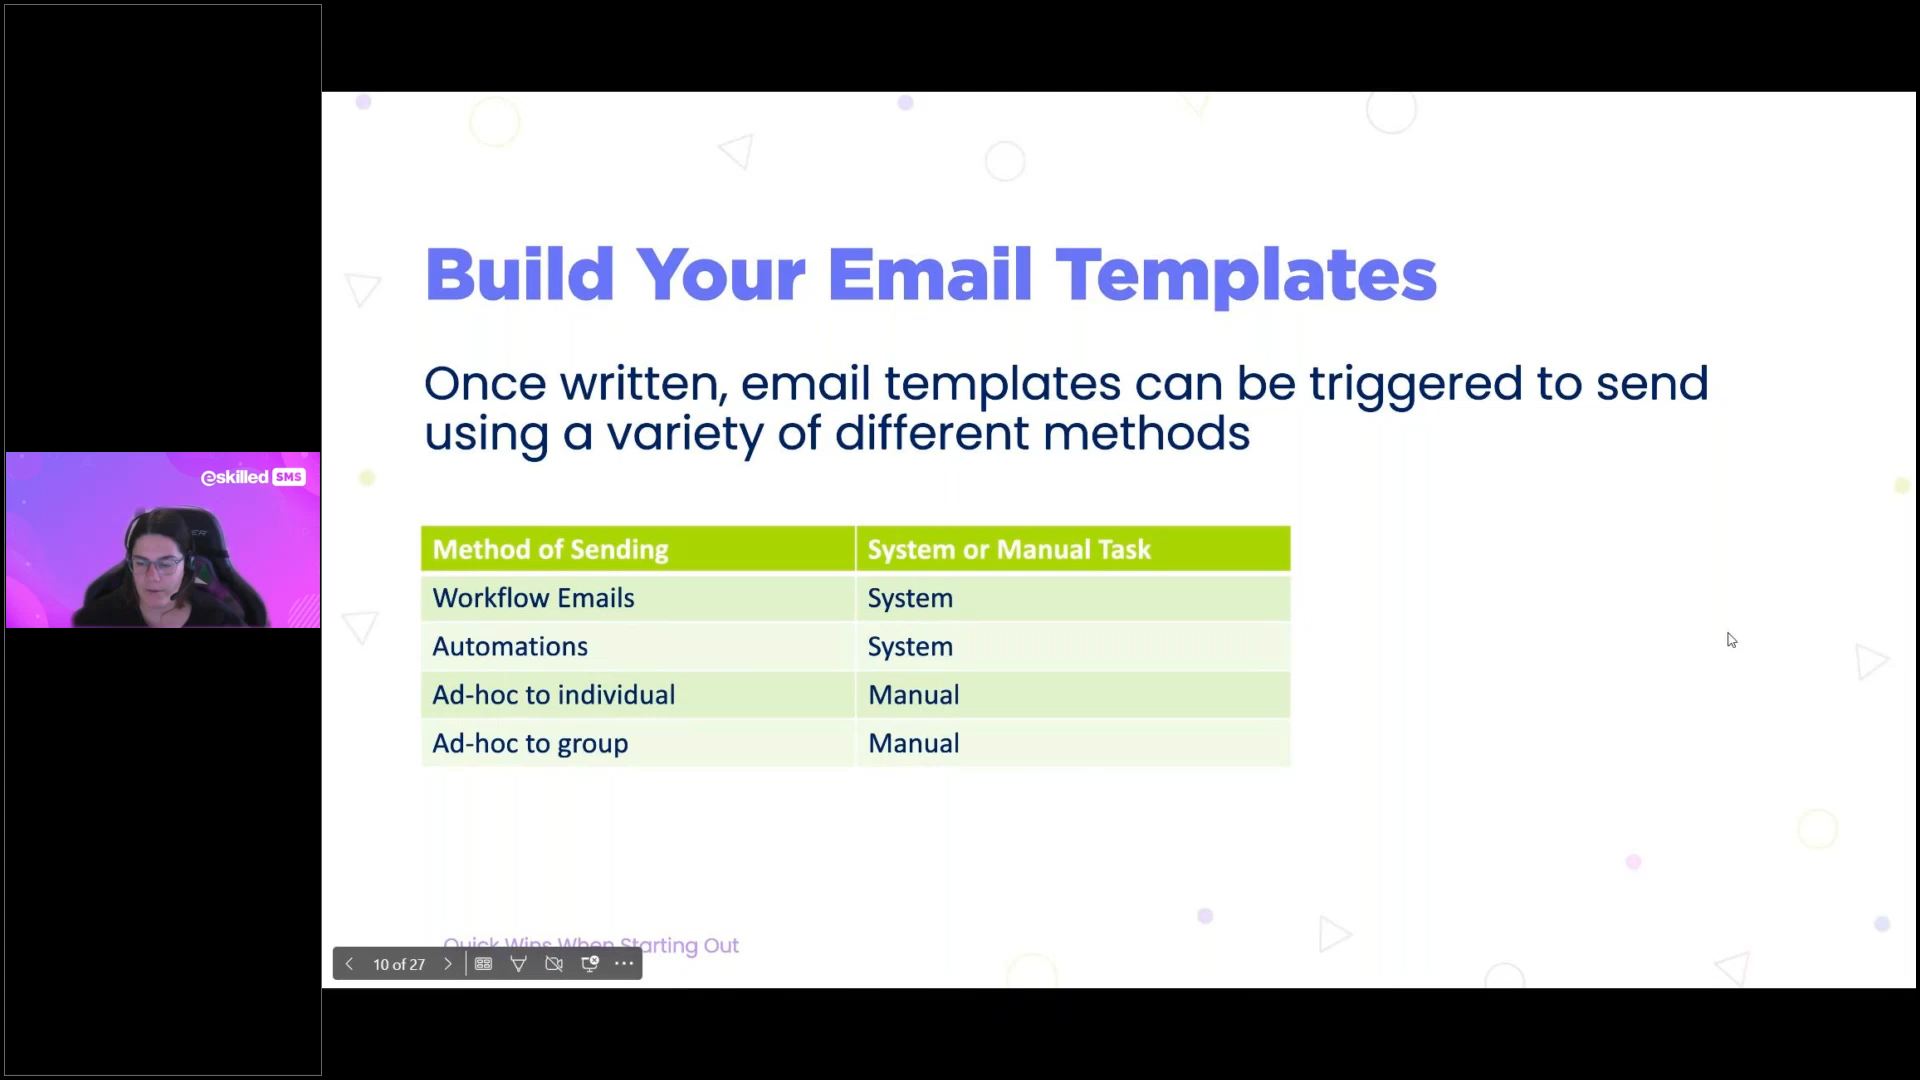 eskilled SMS
Build Your Email Templates
Once written, email templates can be triggered to send
using a variety of different methods
Method of Sending System or Manual Task
Workflow Emails System
Automations System
Ad-hoc to individual Manual
Ad-hoc to group Manual
Quick Wins When Starting Out
10 of 27